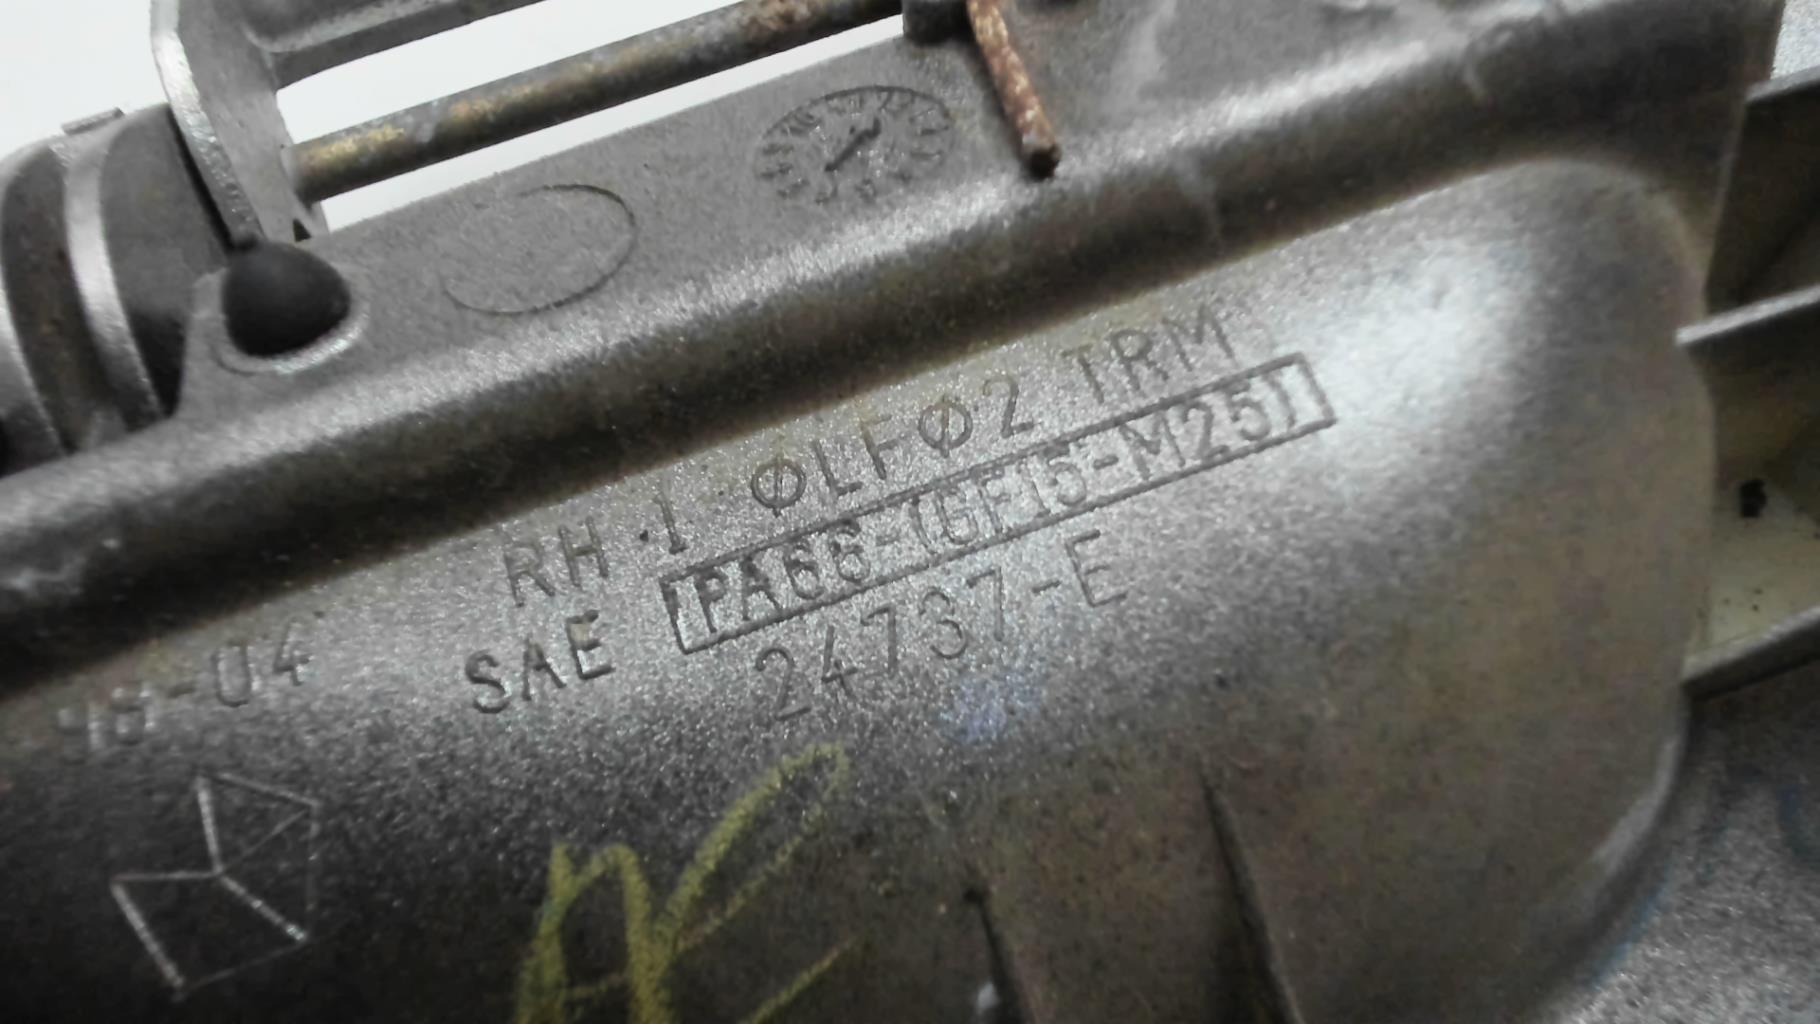 RH 1 ΦLFΦ2 TRM
SAE (PA66-(GF15-M25))
24737-E